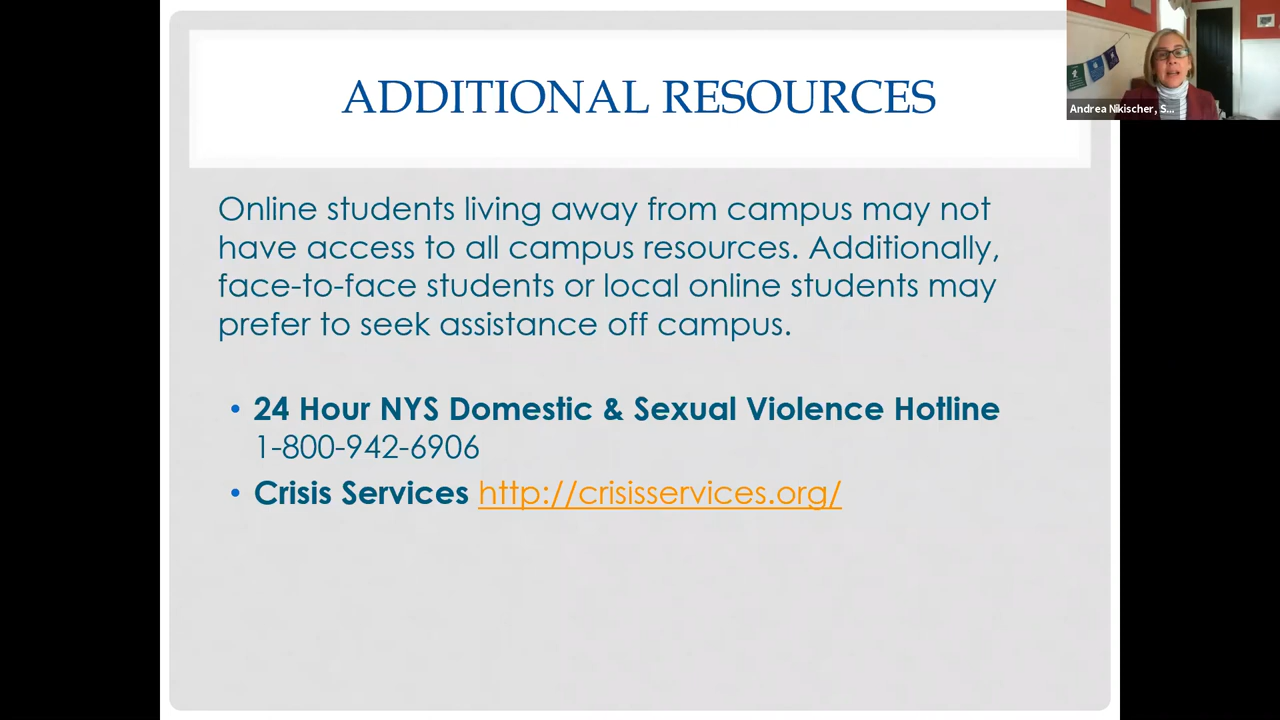 ADDITIONAL RESOURCES
Andrea Nikischer, S...
Online students living away from campus may not
have access to all campus resources. Additionally,
face-to-face students or local online students may
prefer to seek assistance off campus.
• 24 Hour NYS Domestic & Sexual Violence Hotline
1-800-942-6906
• Crisis Services http://crisisservices.org/